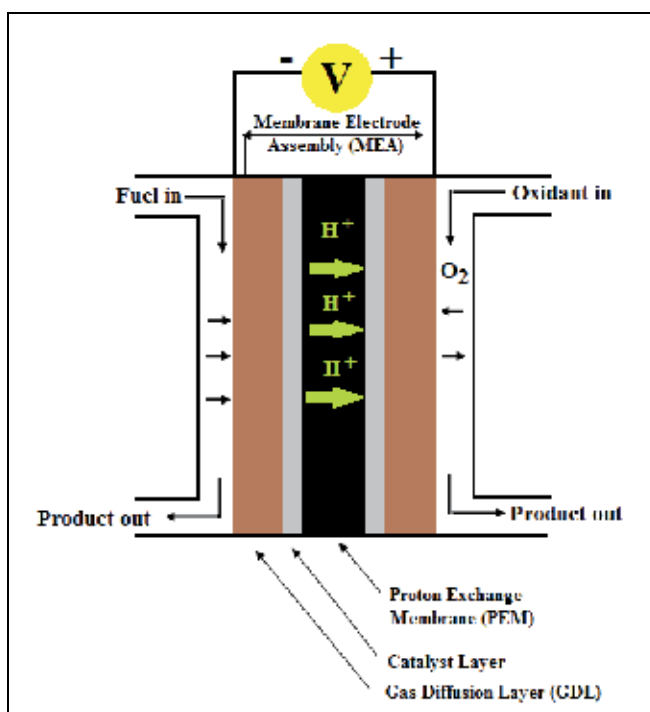 - V +
Membrane Electrode
Assembly (MEA)
Fuel in
Oxidant in
H+
O2
H+
H+
Product out
Product out
Proton Exchange
Membrane (PEM)
Catalyst Layer
Gas Diffusion Layer (GDL)